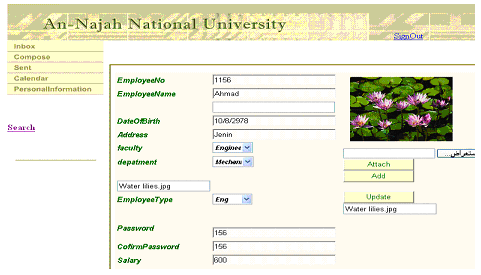 An-Najah National University
SignOut
Inbox
Compose
Sent
Calendar
PersonalInformation
Search
EmployeeNo 1156
EmployeeName Ahmad
DateOfBirth 10/8/2978
Address Jenin
faculty Enginee
depatment Mechani
Water lilies.jpg
EmployeeType Eng
Password 156
CofirmPassword 156
Salary 600
Attach
Add
Update
Water lilies.jpg